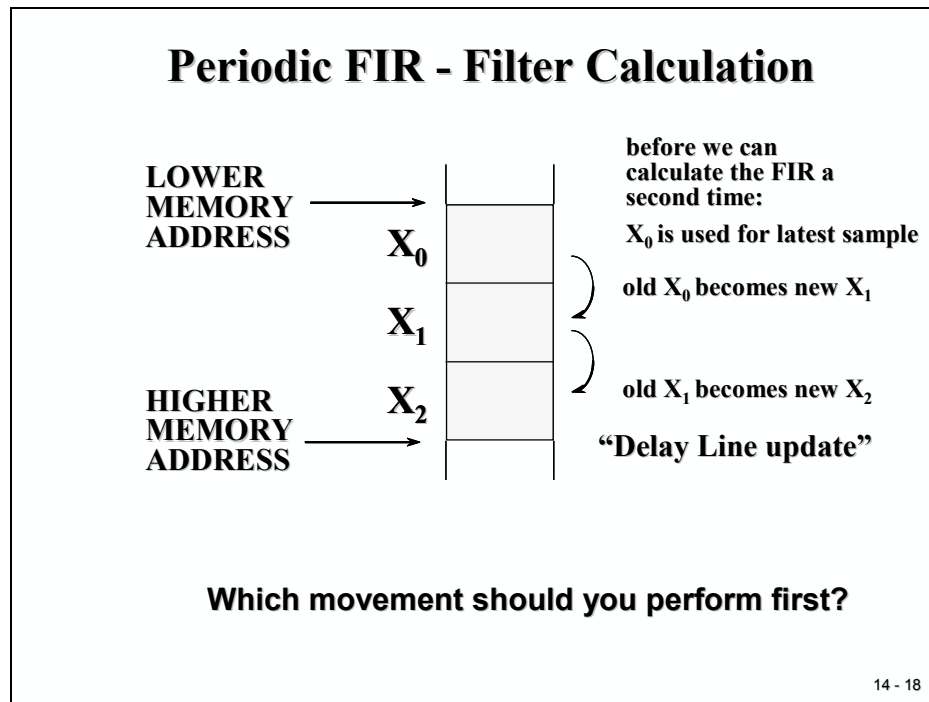 Periodic FIR - Filter Calculation
LOWER
MEMORY
ADDRESS
X₀
X₁
X₂
HIGHER
MEMORY
ADDRESS
before we can
calculate the FIR a
second time:
X₀ is used for latest sample
old X₀ becomes new X₁
old X₁ becomes new X₂
“Delay Line update”
Which movement should you perform first?
14 - 18